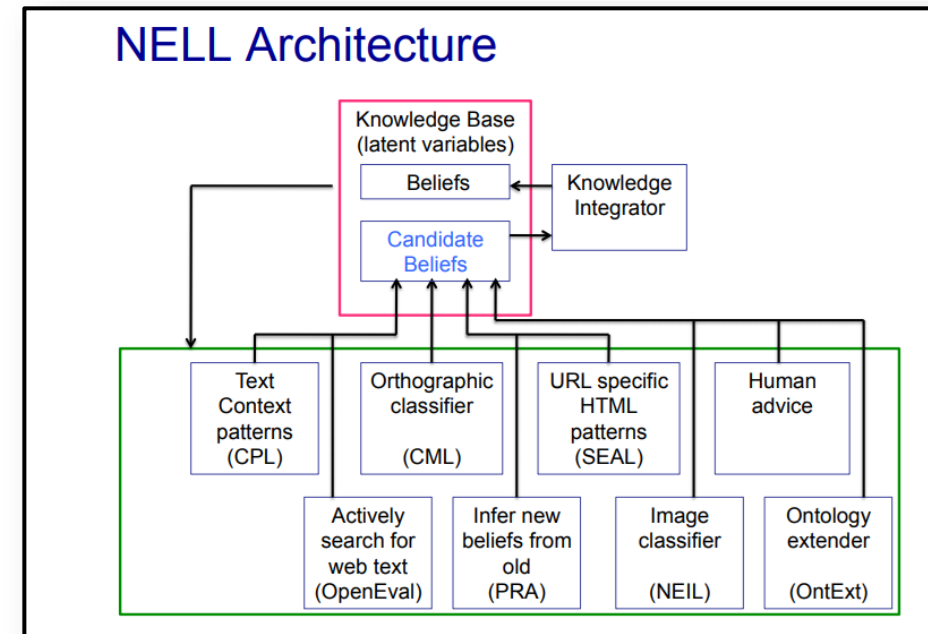 NELL Architecture
Knowledge Base
(latent variables)
Beliefs
Knowledge
Integrator
Candidate
Beliefs
Text
Context
patterns
(CPL)
Orthographic
classifier
(CML)
URL specific
HTML
patterns
(SEAL)
Human
advice
Actively
search for
web text
(OpenEval)
Infer new
beliefs from
old
(PRA)
Image
classifier
(NEIL)
Ontology
extender
(OntExt)